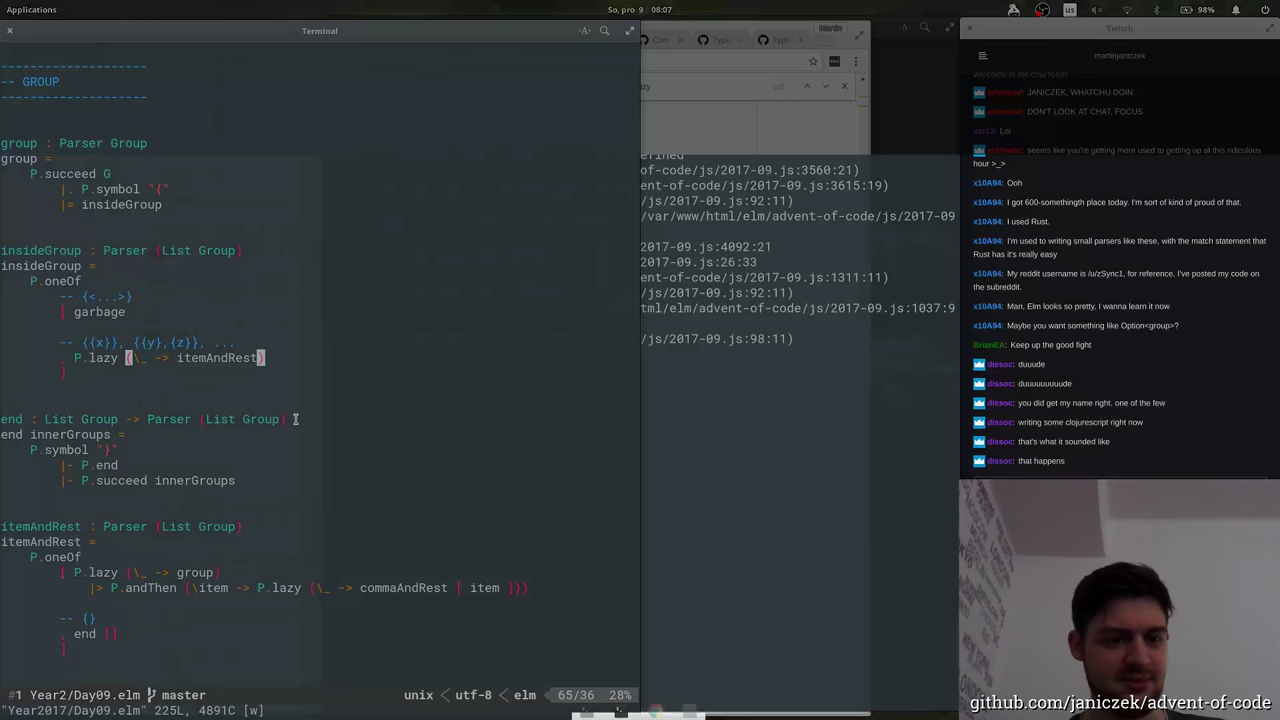 Applications
So, pro 9 08:07
us
98%
Terminal
-A-
-- GROUP
group : Parser Group
group =
P.succeed G
|. P.symbol "{"
|= insideGroup
insideGroup : Parser (List Group)
insideGroup =
P.oneOf
-- {<...>}
[ garbage
-- {{x}}, {{y},{z}}, ...
, P.lazy (\_ -> itemAndRest)
]
end : List Group -> Parser (List Group)
end innerGroups =
P.symbol "}"
|- P.end
|- P.succeed innerGroups
itemAndRest : Parser (List Group)
itemAndRest =
P.oneOf
[ P.lazy (\_ -> group)
|> P.andThen (\item -> P.lazy (\_ -> commaAndRest [ item ]))
-- {}
, end []
]
#1 Year2/Day09.elm master
unix < utf-8 < elm 65/36 28%
"Year2017/Day09.elm" 225L, 4891C [w]
Com
Type
Typ
Martin
zy
efined
of-code/js/2017-09.js:3560:21)
ent-of-code/js/2017-09.js:3615:19)
/js/2017-09.js:92:11)
/var/www/html/elm/advent-of-code/js/2017-09
2017-09.js:4092:21
2017-09.js:26:33
ent-of-code/js/2017-09.js:1311:11)
/js/2017-09.js:92:11)
tml/elm/advent-of-code/js/2017-09.js:1037:9
/js/2017-09.js:98:11)
Twitch
martinjaniczek
Welcome to the chat room!
JANICZEK, WHATCHU DOIN
DON'T LOOK AT CHAT, FOCUS
Lol
seems like you're getting more used to getting up at this ridiculous
hour >_>
x10A94: Ooh
x10A94: I got 600-somethingth place today. I'm sort of kind of proud of that.
x10A94: I used Rust.
x10A94: I'm used to writing small parsers like these, with the match statement that
Rust has it's really easy
x10A94: My reddit username is /u/zSync1, for reference, I've posted my code on
the subreddit.
x10A94: Man, Elm looks so pretty, I wanna learn it now
x10A94: Maybe you want something like Option<group>?
BrianEA: Keep up the good fight
dissoc: duuude
dissoc: duuuuuuuude
dissoc: you did get my name right. one of the few
dissoc: writing some clojurescript right now
dissoc: that's what it sounded like
dissoc: that happens
github.com/janiczek/advent-of-code